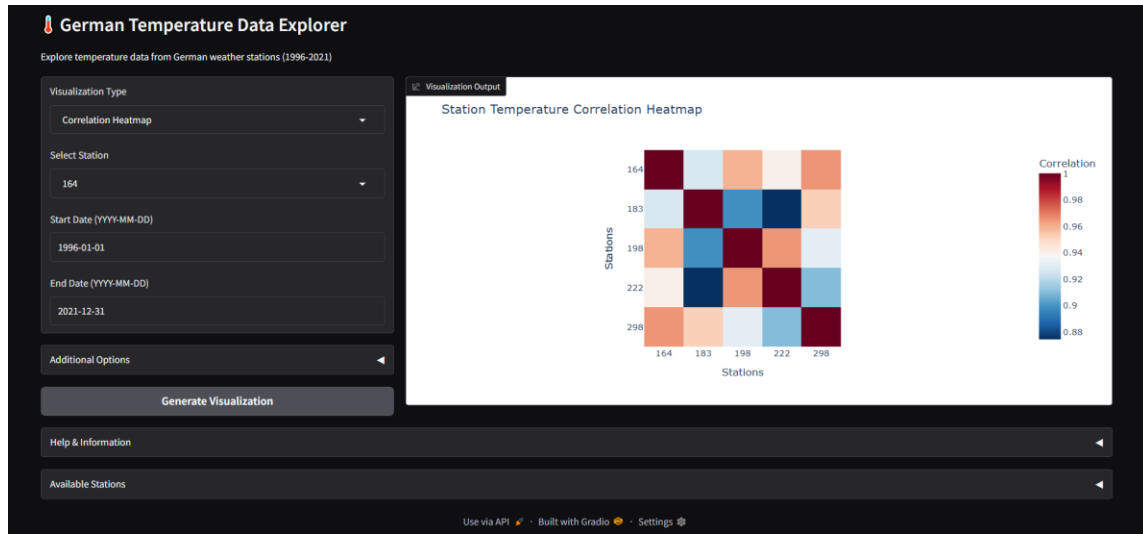 🌡️ German Temperature Data Explorer
Explore temperature data from German weather stations (1996-2021)
Visualization Type
Correlation Heatmap
Select Station
164
Start Date (YYYY-MM-DD)
1996-01-01
End Date (YYYY-MM-DD)
2021-12-31
Additional Options
Generate Visualization
Visualization Output
Station Temperature Correlation Heatmap
Stations
164
183
198
222
298
164 183 198 222 298
Stations
Correlation
1
0.98
0.96
0.94
0.92
0.9
0.88
Help & Information
Available Stations
Use via API 🚀 · Built with Gradio · Settings ⚙️